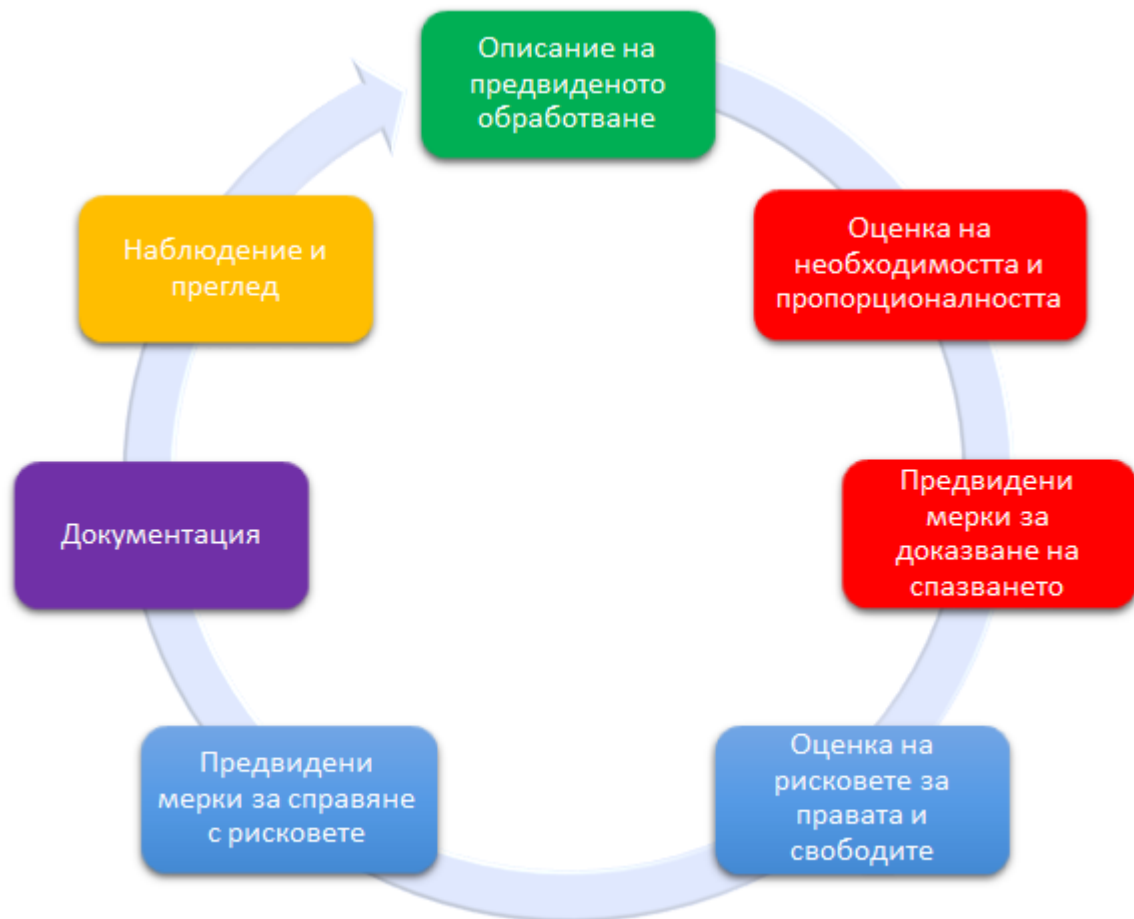 Описание на
предвиденото
обработване
Оценка на
необходимостта и
пропорционалността
Предвидени
мерки за
доказване на
спазването
Оценка на
рисковете за
правата и
свободите
Предвидени
мерки за справяне
с рисковете
Документация
Наблюдение и
преглед